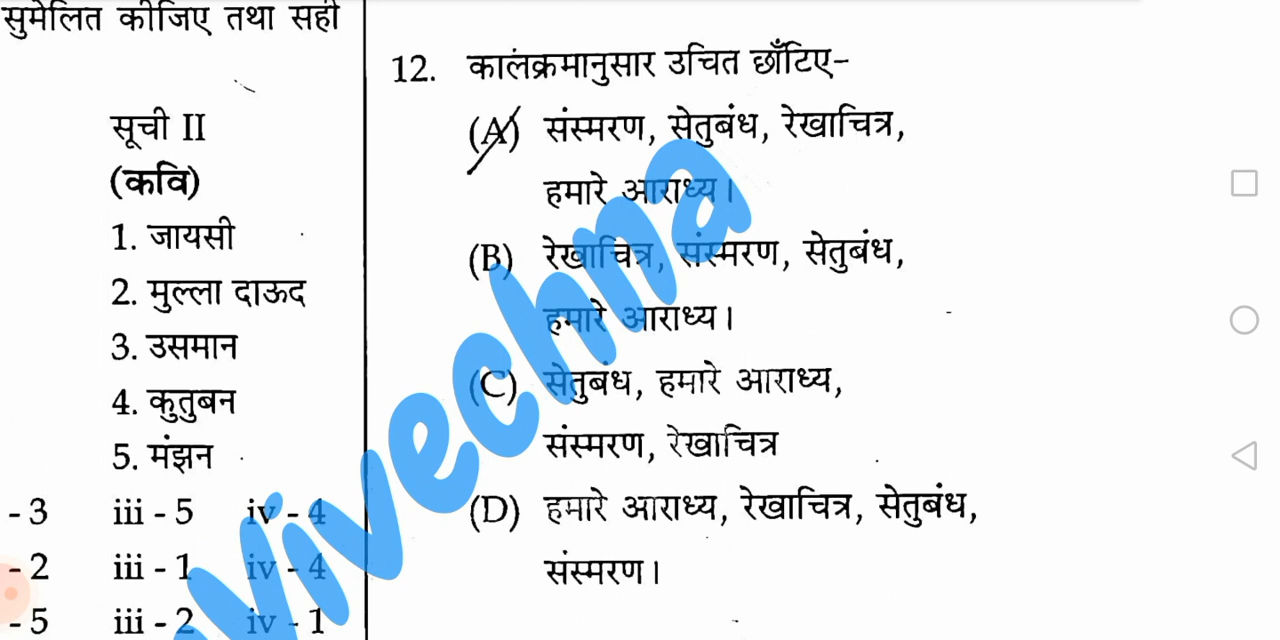 सुमेलित कीजिए तथा सही
सूची II
(कवि)
1. जायसी
2. मुल्ला दाऊद
3. उसमान
4. कुतुबन
5. मंझन
- 3 iii - 5 iv - 4
- 2 iii - 1 iv - 4
- 5 iii - 2 iv - 1
12. कालंक्रमानुसार उचित छाँटिए-
(A) संस्मरण, सेतुबंध, रेखाचित्र,
हमारे आराध्य।
(B) रेखाचित्र, संस्मरण, सेतुबंध,
हमारे आराध्य।
(C) सेतुबंध, हमारे आराध्य,
संस्मरण, रेखाचित्र
(D) हमारे आराध्य, रेखाचित्र, सेतुबंध,
संस्मरण।
Vivechna